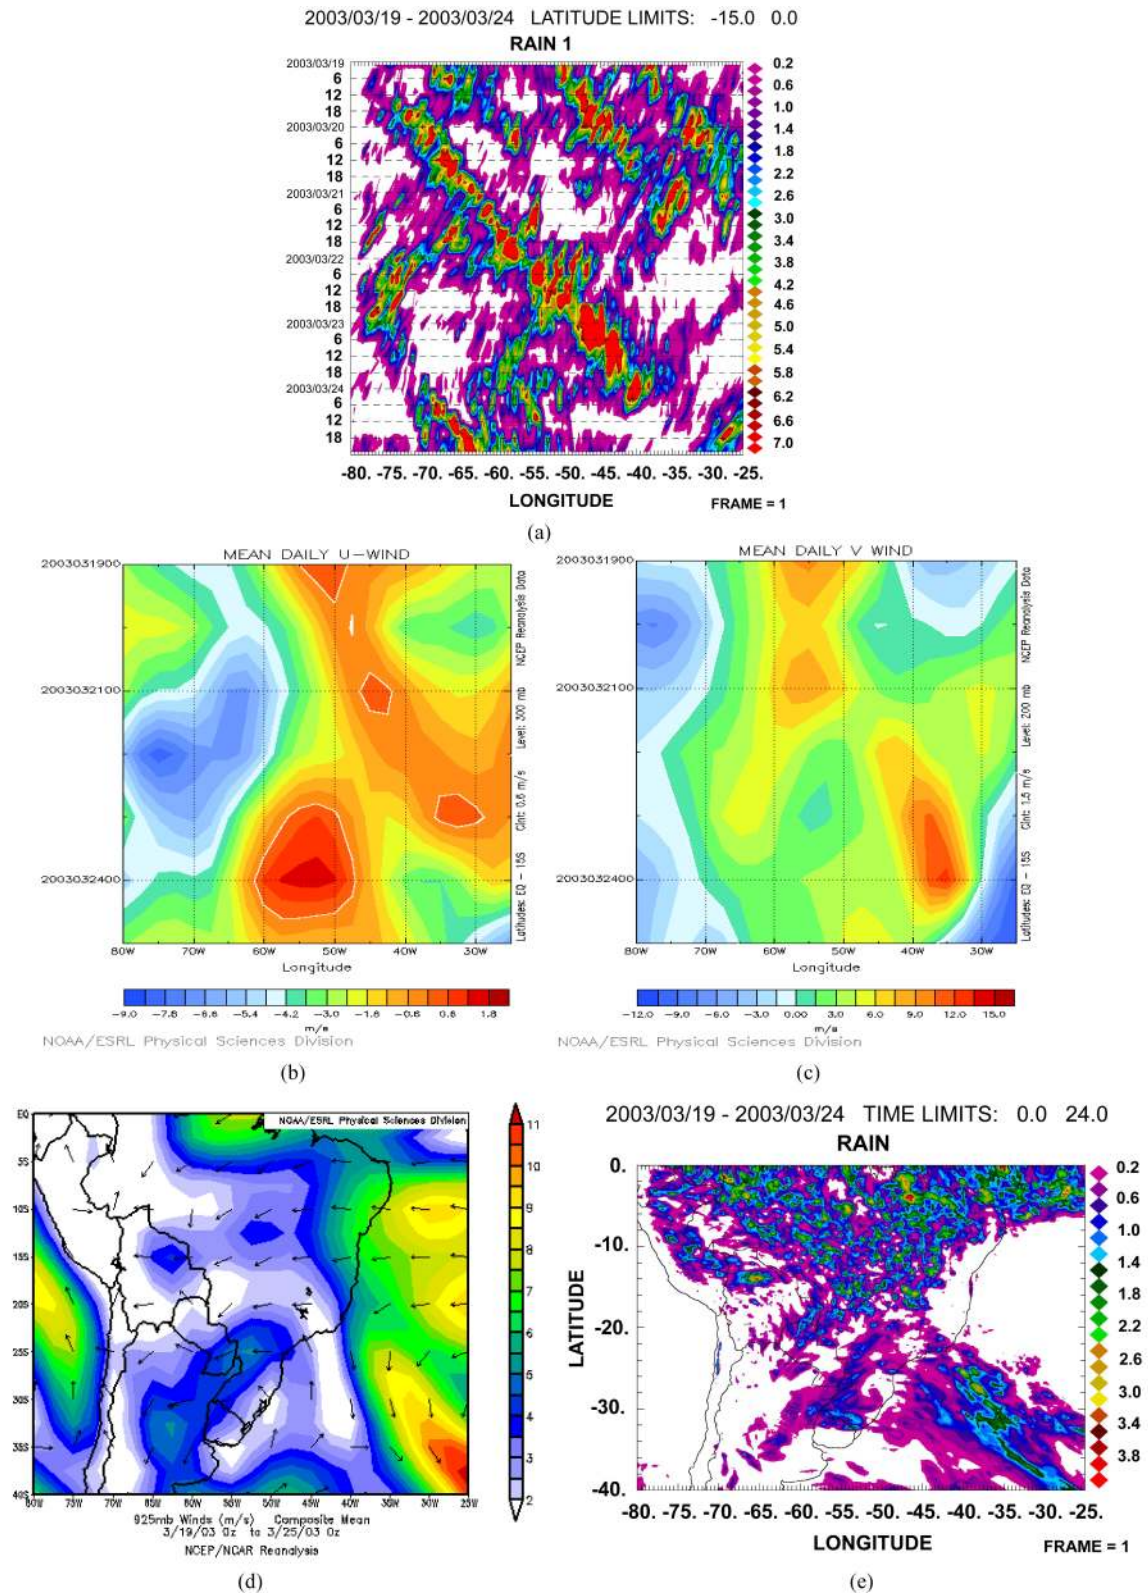 2003/03/19 - 2003/03/24 LATITUDE LIMITS: -15.0 0.0
RAIN 1
2003/03/19
6
12
18
2003/03/20
6
12
18
2003/03/21
6
12
18
2003/03/22
6
12
18
2003/03/23
6
12
18
2003/03/24
6
12
18
0.2
0.6
1.0
1.4
1.8
2.2
2.6
3.0
3.4
3.8
4.2
4.6
5.0
5.4
5.8
6.2
6.6
7.0
-80. -75. -70. -65. -60. -55. -50. -45. -40. -35. -30. -25.
LONGITUDE
FRAME = 1
(a)
MEAN DAILY U-WIND
2003031900
2003032100
2003032400
80W 70W 60W 50W 40W 30W
Longitude
Latitudes: EQ - 15S CInt: 0.6 m/s Level: 300 mb NCEP Reanalysis Data
-9.0 -7.8 -6.6 -5.4 -4.2 -3.0 -1.8 -0.6 0.6 1.8
m/s
NOAA/ESRL Physical Sciences Division
(b)
MEAN DAILY V WIND
2003031900
2003032100
2003032400
80W 70W 60W 50W 40W 30W
Longitude
Latitudes: EQ - 15S CInt: 1.5 m/s Level: 200 mb NCEP Reanalysis Data
-12.0 -9.0 -6.0 -3.0 0.00 3.0 6.0 9.0 12.0 15.0
m/s
NOAA/ESRL Physical Sciences Division
(c)
NOAA/ESRL Physical Sciences Division
EQ
5S
10S
15S
20S
25S
30S
35S
40S
80W 75W 70W 65W 60W 55W 50W 45W 40W 35W 30W 25W
11
10
9
8
7
6
5
4
3
2
925mb Winds (m/s) Composite Mean
3/19/03 0z to 3/25/03 0z
NCEP/NCAR Reanalysis
(d)
2003/03/19 - 2003/03/24 TIME LIMITS: 0.0 24.0
RAIN
0.
-10.
-20.
-30.
-40.
LATITUDE
0.2
0.6
1.0
1.4
1.8
2.2
2.6
3.0
3.4
3.8
-80. -75. -70. -65. -60. -55. -50. -45. -40. -35. -30. -25.
LONGITUDE
FRAME = 1
(e)